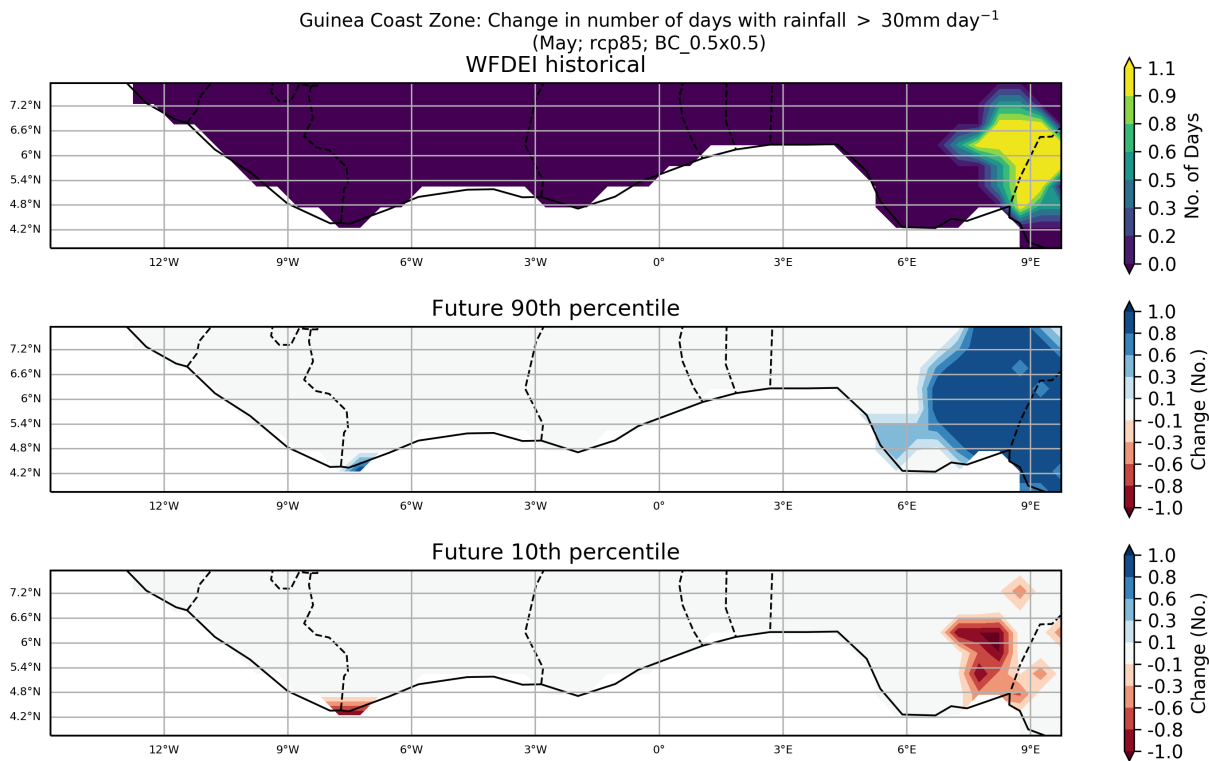 Guinea Coast Zone: Change in number of days with rainfall > 30mm day⁻¹
(May; rcp85; BC_0.5x0.5)
WFDEI historical
7.2°N
6.6°N
6°N
5.4°N
4.8°N
4.2°N
12°W 9°W 6°W 3°W 0° 3°E 6°E 9°E
1.1
0.9
0.8
0.6
0.5
0.3
0.2
0.0
No. of Days
Future 90th percentile
7.2°N
6.6°N
6°N
5.4°N
4.8°N
4.2°N
12°W 9°W 6°W 3°W 0° 3°E 6°E 9°E
1.0
0.8
0.6
0.3
0.1
-0.1
-0.3
-0.6
-0.8
-1.0
Change (No.)
Future 10th percentile
7.2°N
6.6°N
6°N
5.4°N
4.8°N
4.2°N
12°W 9°W 6°W 3°W 0° 3°E 6°E 9°E
1.0
0.8
0.6
0.3
0.1
-0.1
-0.3
-0.6
-0.8
-1.0
Change (No.)